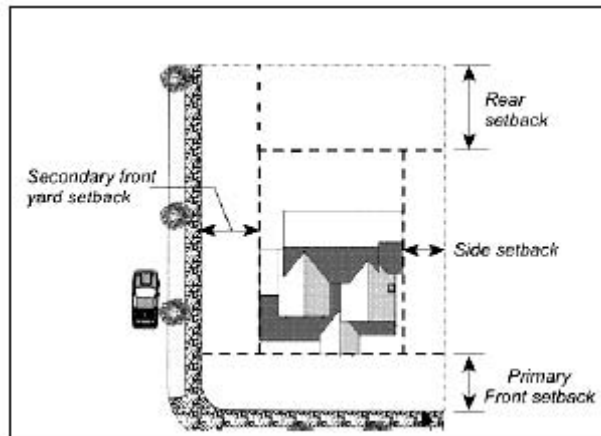 Rear
setback
Secondary front
yard setback
Side setback
Primary
Front setback